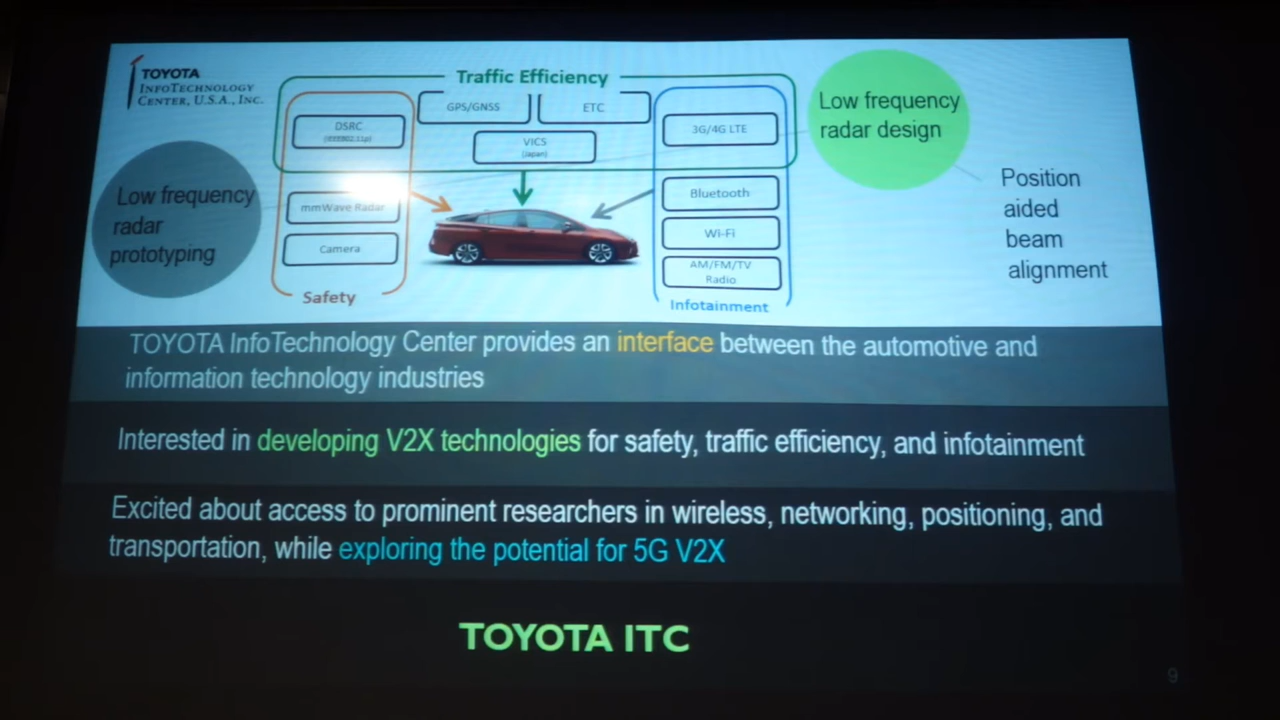 TOYOTA
INFOTECHNOLOGY
CENTER, U.S.A., INC.
Traffic Efficiency
GPS/GNSS
ETC
DSRC
(IEEE802.11p)
VICS
(Japan)
3G/4G LTE
Low frequency
radar design
Low frequency
radar
prototyping
mmWave Radar
Camera
Safety
Bluetooth
Wi-Fi
AM/FM/TV
Radio
Infotainment
Position
aided
beam
alignment
TOYOTA InfoTechnology Center provides an interface between the automotive and
information technology industries
Interested in developing V2X technologies for safety, traffic efficiency, and infotainment
Excited about access to prominent researchers in wireless, networking, positioning, and
transportation, while exploring the potential for 5G V2X
TOYOTA ITC
9